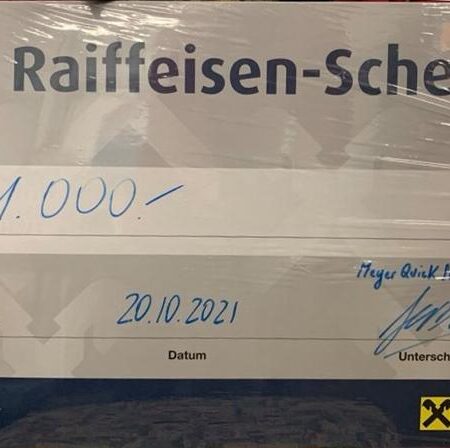 Raiffeisen-Sche
1.000.-
Meyer Quick
20.10.2021
Datum
Untersch